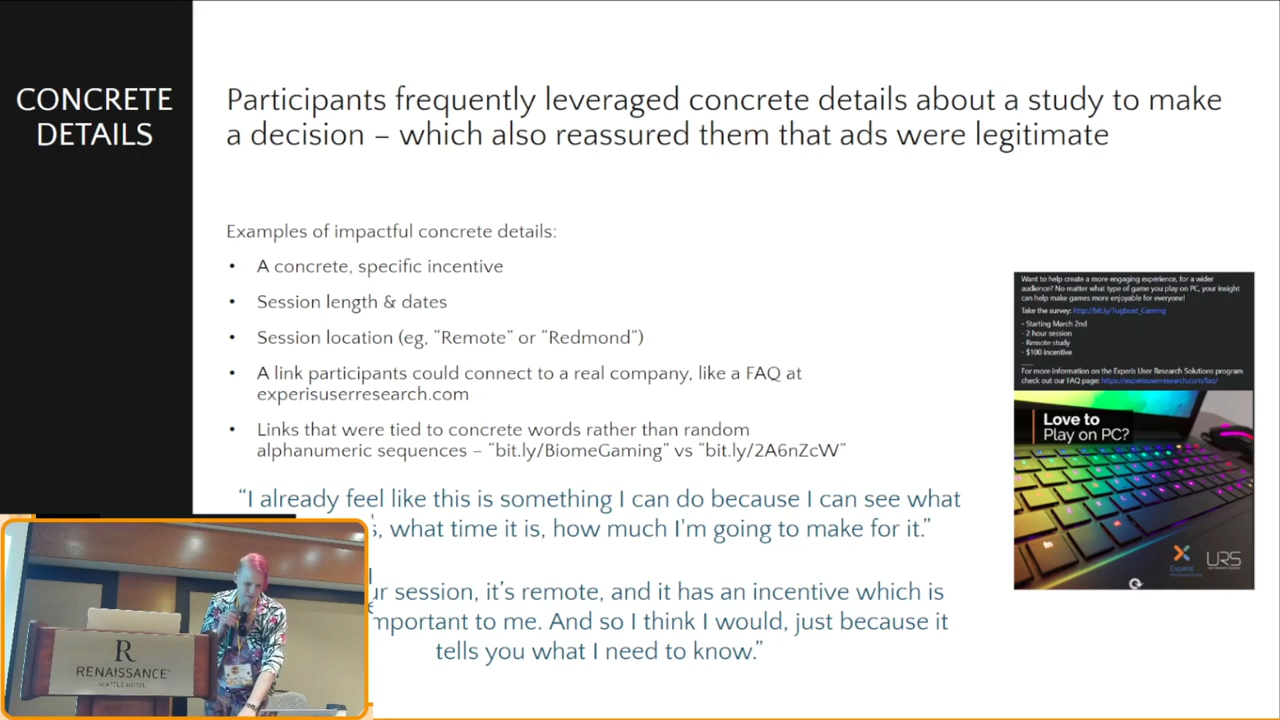 CONCRETE
DETAILS
Participants frequently leveraged concrete details about a study to make
a decision – which also reassured them that ads were legitimate
Examples of impactful concrete details:
• A concrete, specific incentive
• Session length & dates
• Session location (eg, “Remote” or “Redmond”)
• A link participants could connect to a real company, like a FAQ at
experisuserresearch.com
• Links that were tied to concrete words rather than random
alphanumeric sequences – “bit.ly/BiomeGaming” vs “bit.ly/2A6nZcW”
“I already feel like this is something I can do because I can see what
, what time it is, how much I'm going to make for it.”
session, it’s remote, and it has an incentive which is
important to me. And so I think I would, just because it
tells you what I need to know.”
Want to help create a more engaging experience, for a wider
audience? No matter what type of game you play on PC, your insight
can help make games more enjoyable for everyone!
Take the survey: http://bit.ly/Tugboat_Gaming
- Starting March 2nd
- 2 hour session
- Remote study
- $100 incentive
For more information on the Experis User Research Solutions program
check out our FAQ page: https://experisuserresearch.com/faq/
Love to
Play on PC?
Experis
URS
R
RENAISSANCE
SEATTLE HOTEL